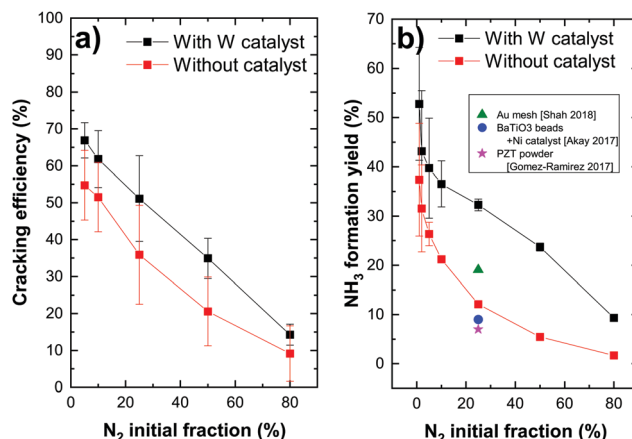 a)
With W catalyst
Without catalyst
100
90
80
70
60
50
40
30
20
10
0
Cracking efficiency (%)
0 20 40 60 80 100
N2 initial fraction (%)
b)
With W catalyst
Without catalyst
Au mesh [Shah 2018]
BaTiO3 beads
+Ni catalyst [Akay 2017]
PZT powder
[Gomez-Ramirez 2017]
70
60
50
40
30
20
10
0
NH3 formation yield (%)
0 20 40 60 80
N2 initial fraction (%)